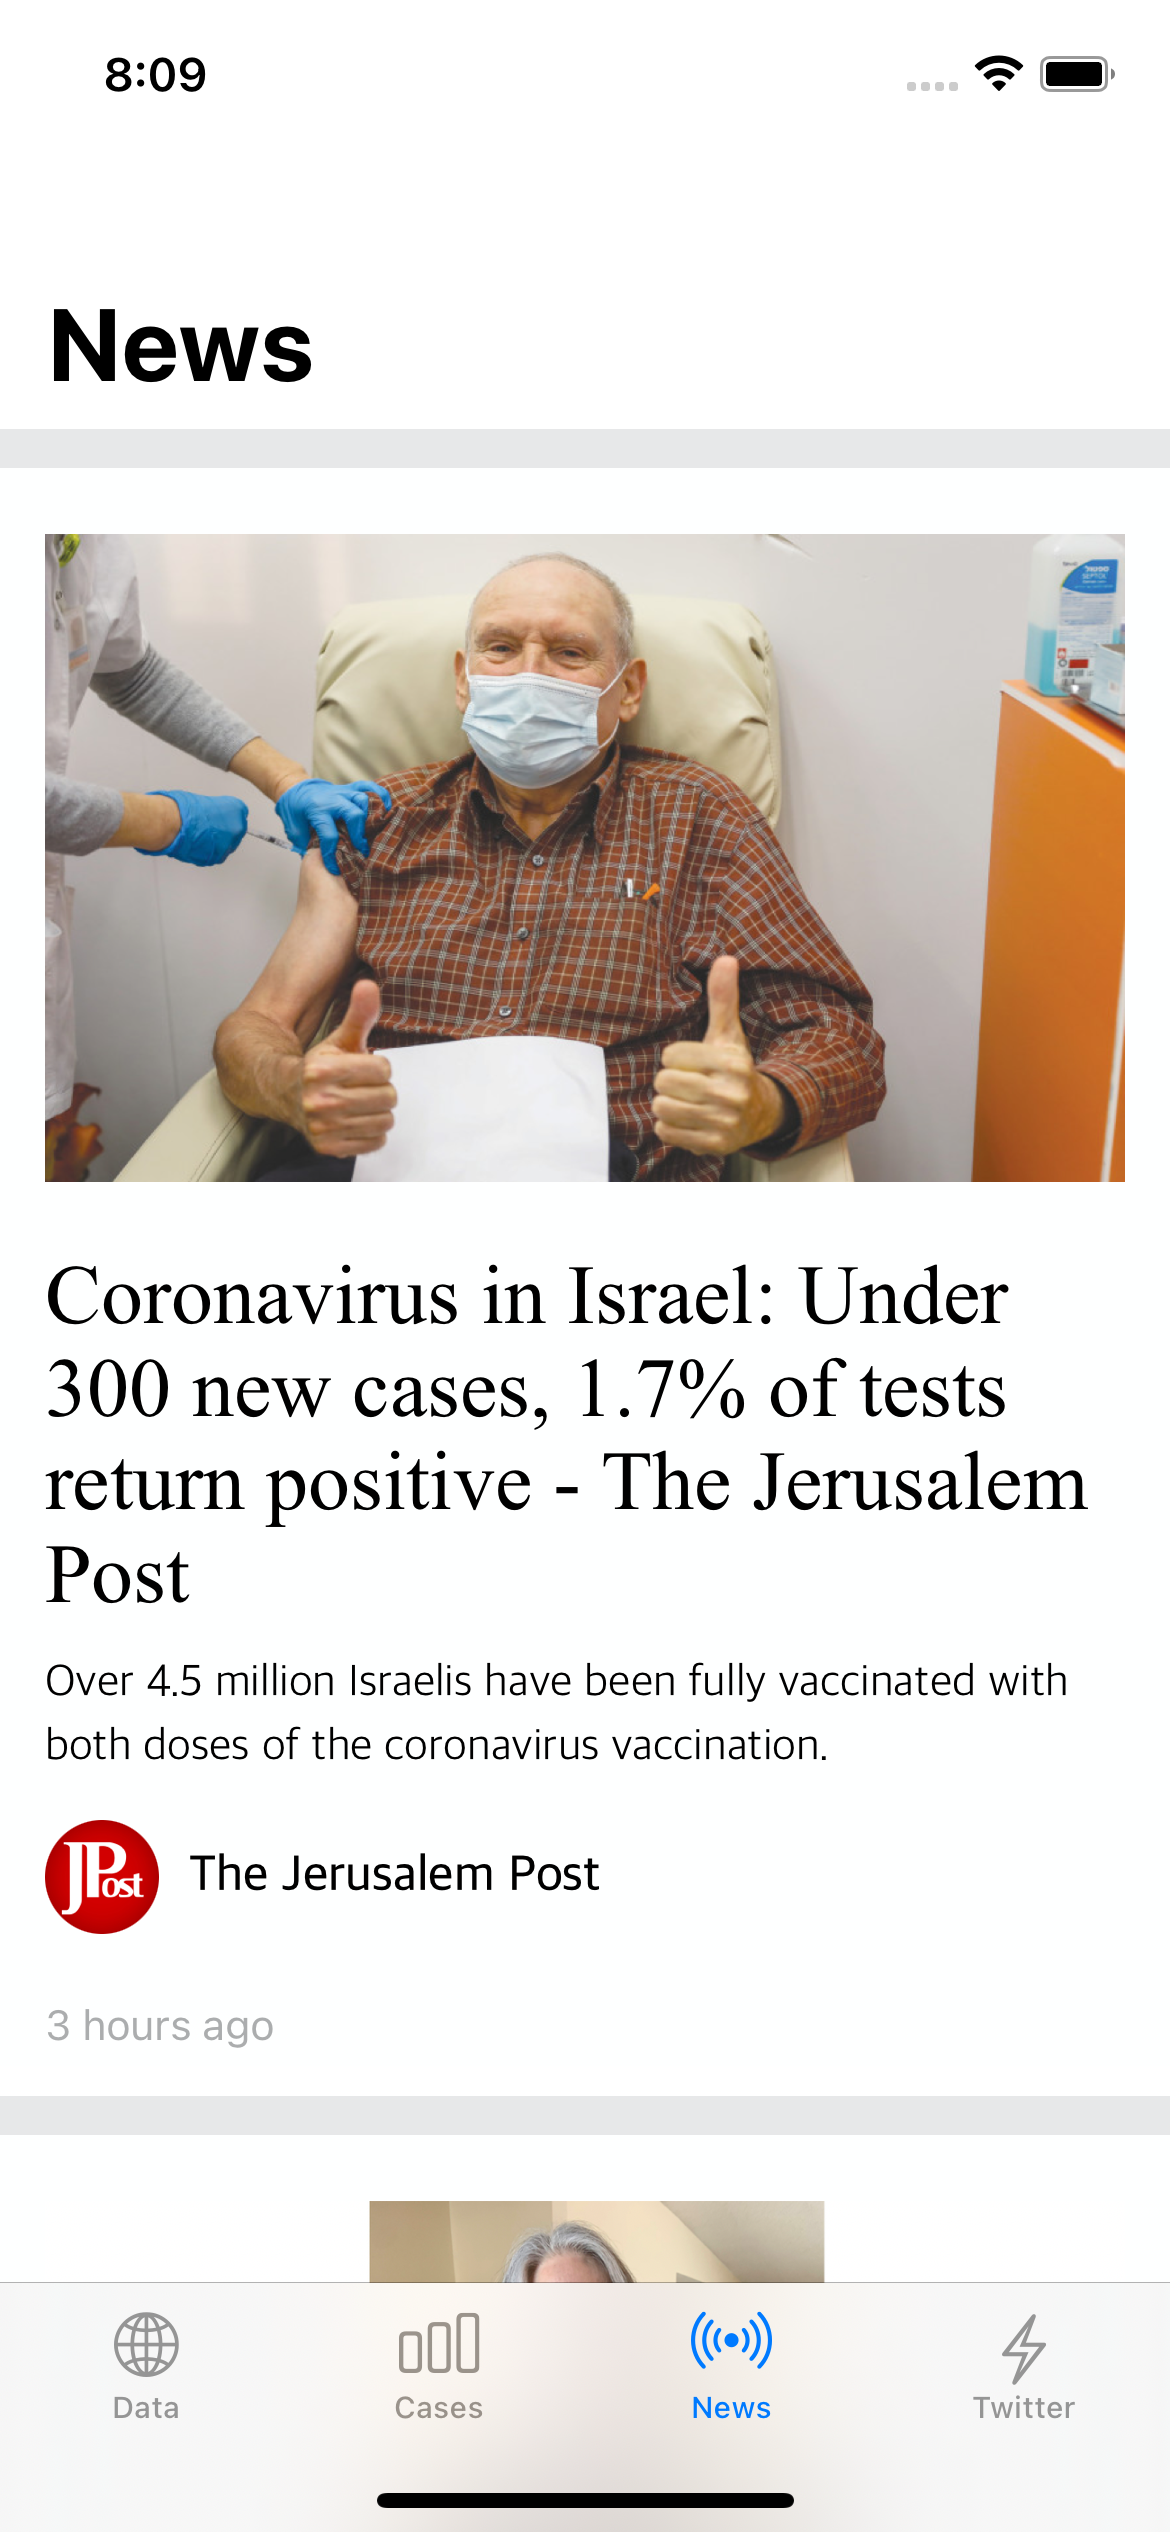 8:09
News
SEPTOL
Coronavirus in Israel: Under
300 new cases, 1.7% of tests
return positive - The Jerusalem
Post
Over 4.5 million Israelis have been fully vaccinated with
both doses of the coronavirus vaccination.
JPost
The Jerusalem Post
3 hours ago
Data
Cases
News
Twitter